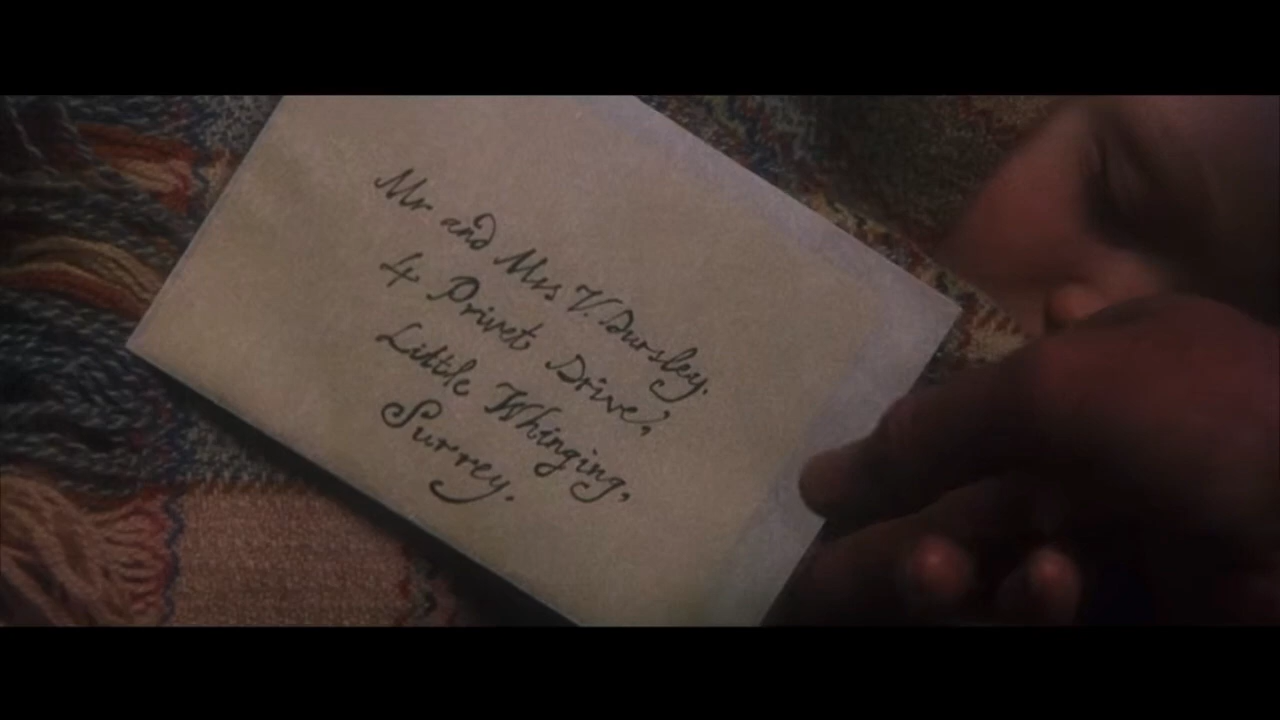 Mr and Mrs V. Dursley.
4 Privet Drive,
Little Whinging,
Surrey.